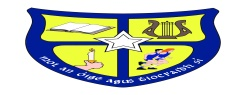 mol an óige agus tiocfaidh sí